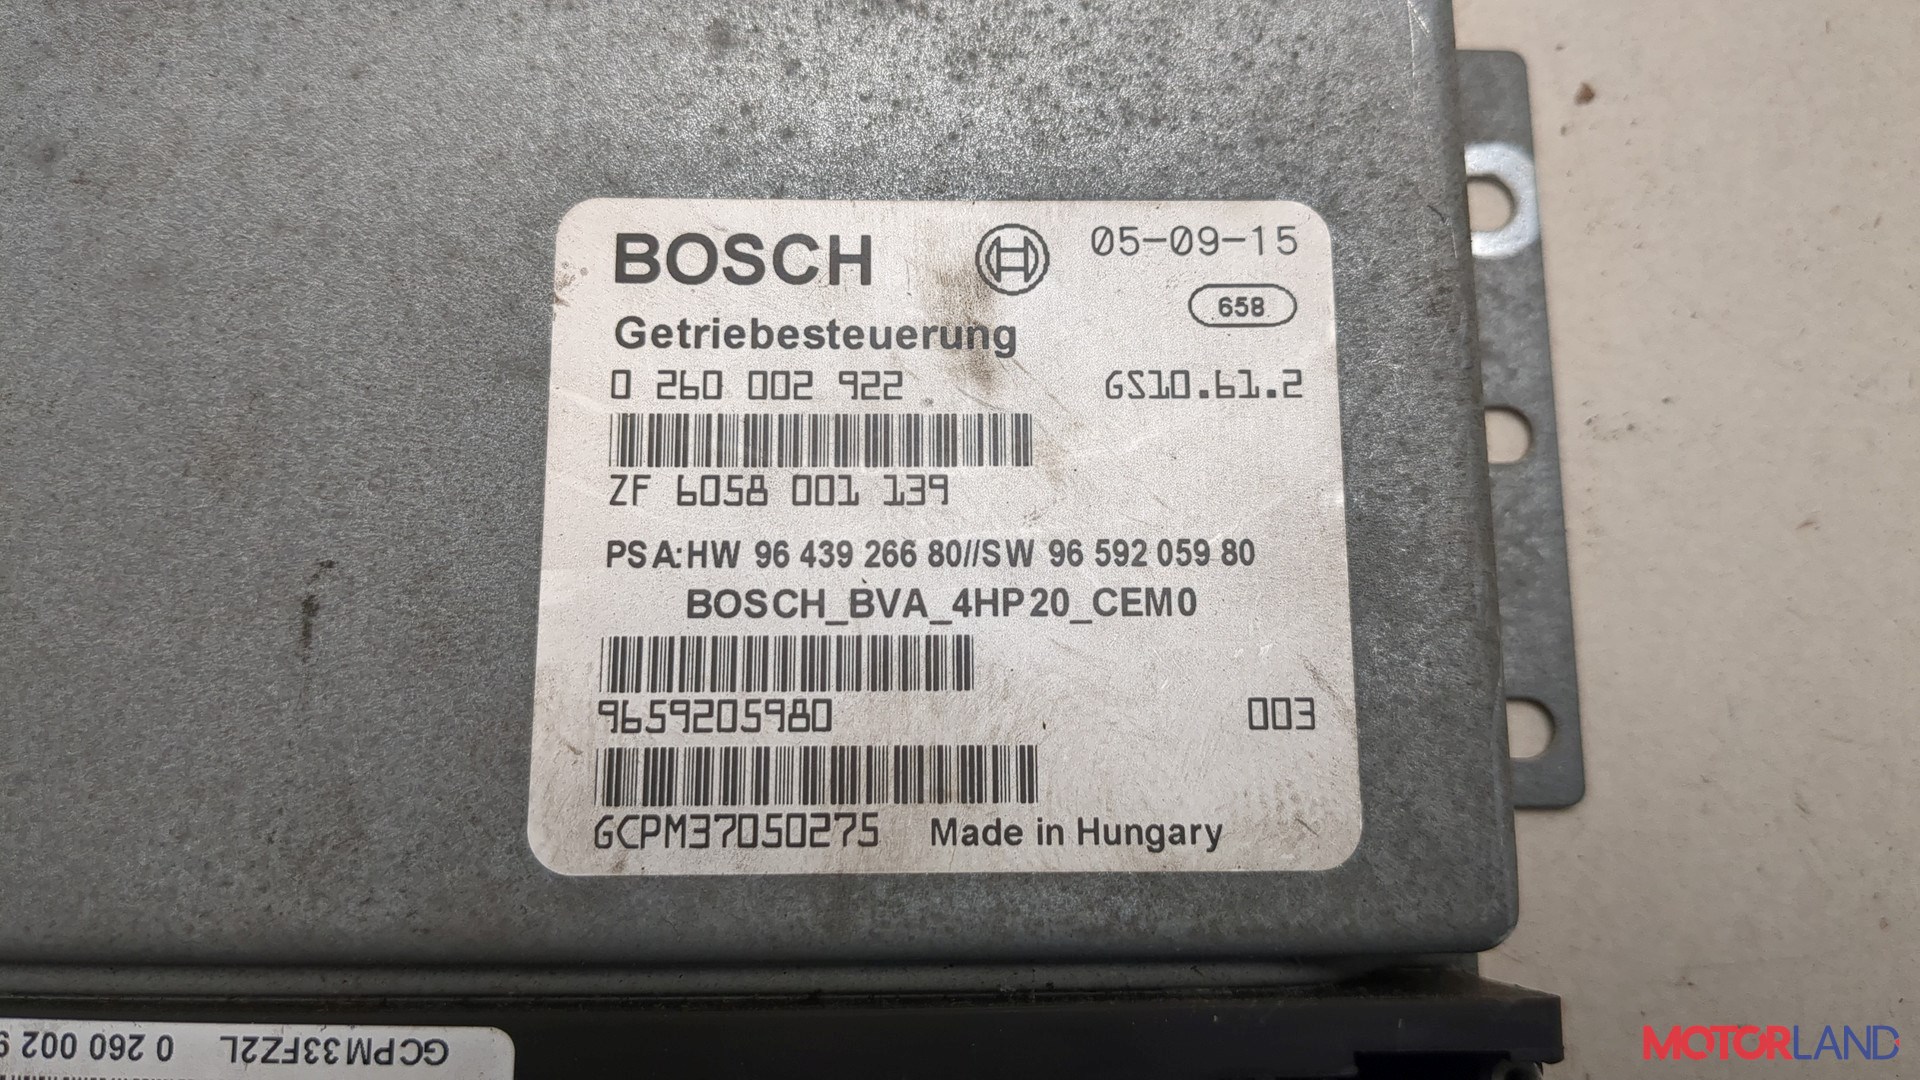 BOSCH 05-09-15
658
Getriebesteuerung
0 260 002 922 GS10.61.2
ZF 6058 001 139
PSA:HW 96 439 266 80//SW 96 592 059 80
BOSCH_BVA_4HP20_CEM0
9659205980 003
GCPM37050275 Made in Hungary
GCPM33FZ2L 0 260 002 9
MOTORLAND